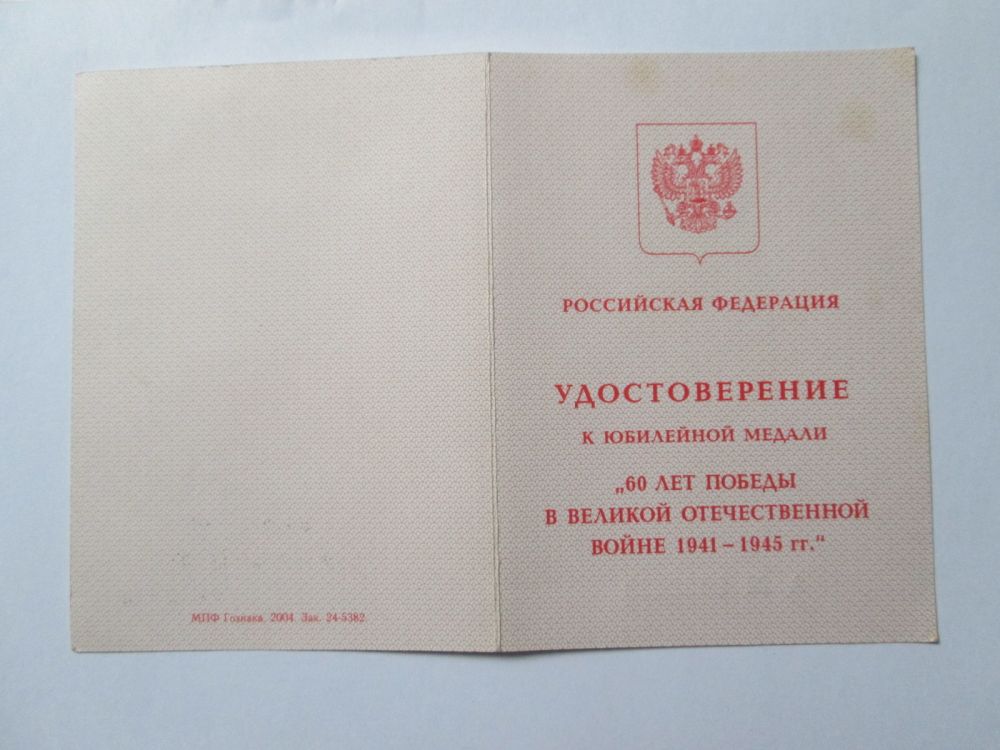 РОССИЙСКАЯ ФЕДЕРАЦИЯ
УДОСТОВЕРЕНИЕ
К ЮБИЛЕЙНОЙ МЕДАЛИ
„60 ЛЕТ ПОБЕДЫ
В ВЕЛИКОЙ ОТЕЧЕСТВЕННОЙ
ВОЙНЕ 1941 – 1945 гг.“
МПФ Гознака. 2004. Зак. 24-5382